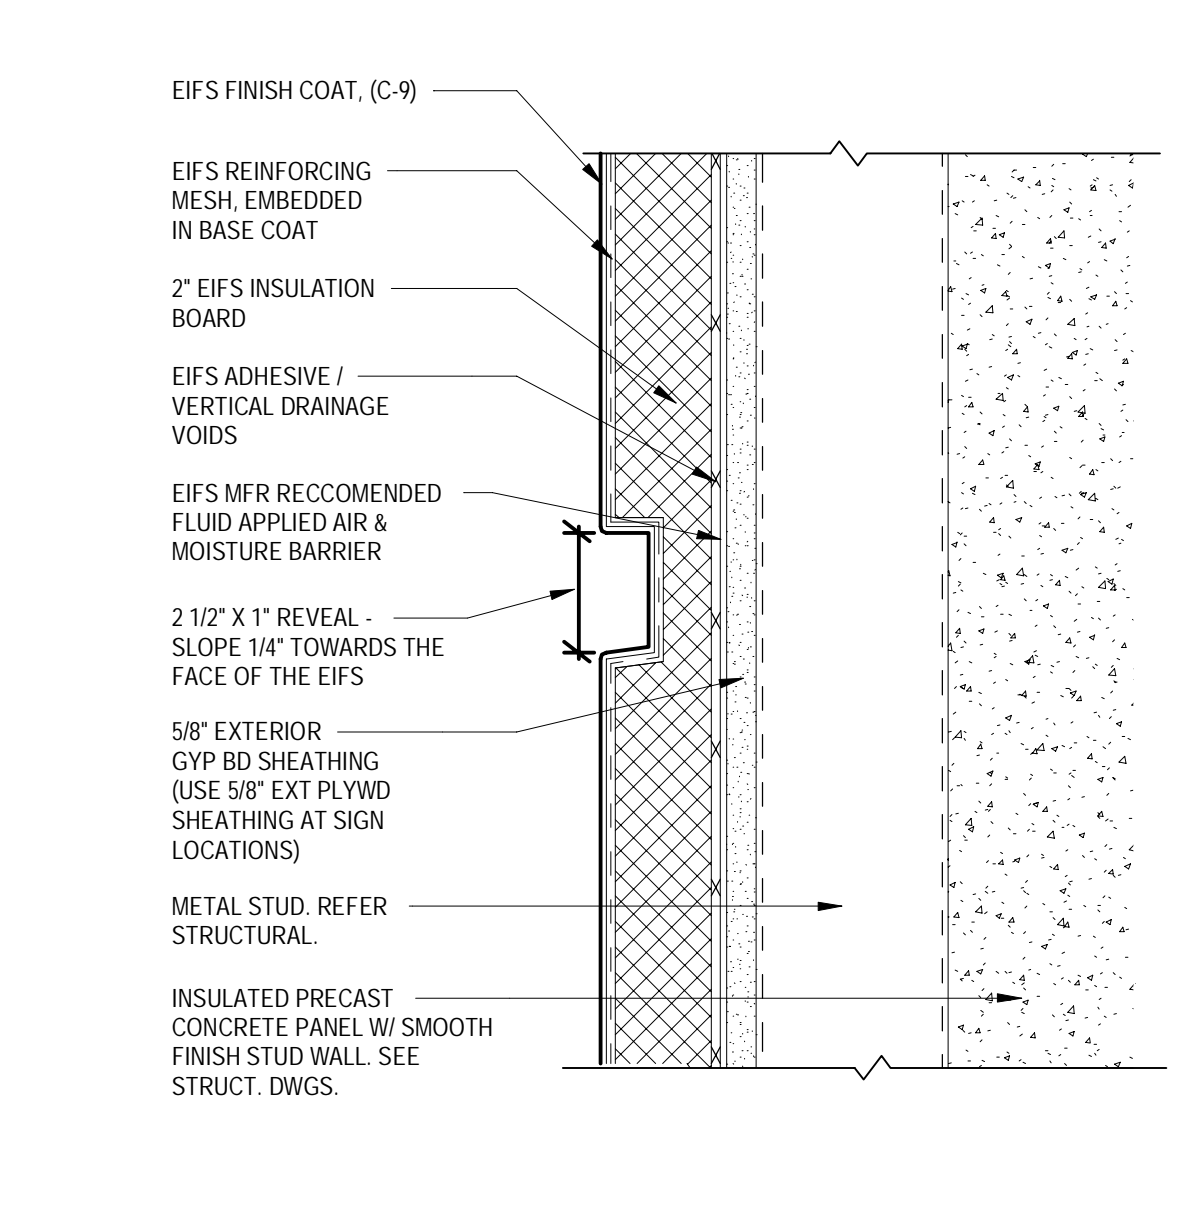 EIFS FINISH COAT, (C-9)
EIFS REINFORCING
MESH, EMBEDDED
IN BASE COAT
2" EIFS INSULATION
BOARD
EIFS ADHESIVE /
VERTICAL DRAINAGE
VOIDS
EIFS MFR RECCOMENDED
FLUID APPLIED AIR &
MOISTURE BARRIER
2 1/2" X 1" REVEAL -
SLOPE 1/4" TOWARDS THE
FACE OF THE EIFS
5/8" EXTERIOR
GYP BD SHEATHING
(USE 5/8" EXT PLYWD
SHEATHING AT SIGN
LOCATIONS)
METAL STUD. REFER
STRUCTURAL.
INSULATED PRECAST
CONCRETE PANEL W/ SMOOTH
FINISH STUD WALL. SEE
STRUCT. DWGS.